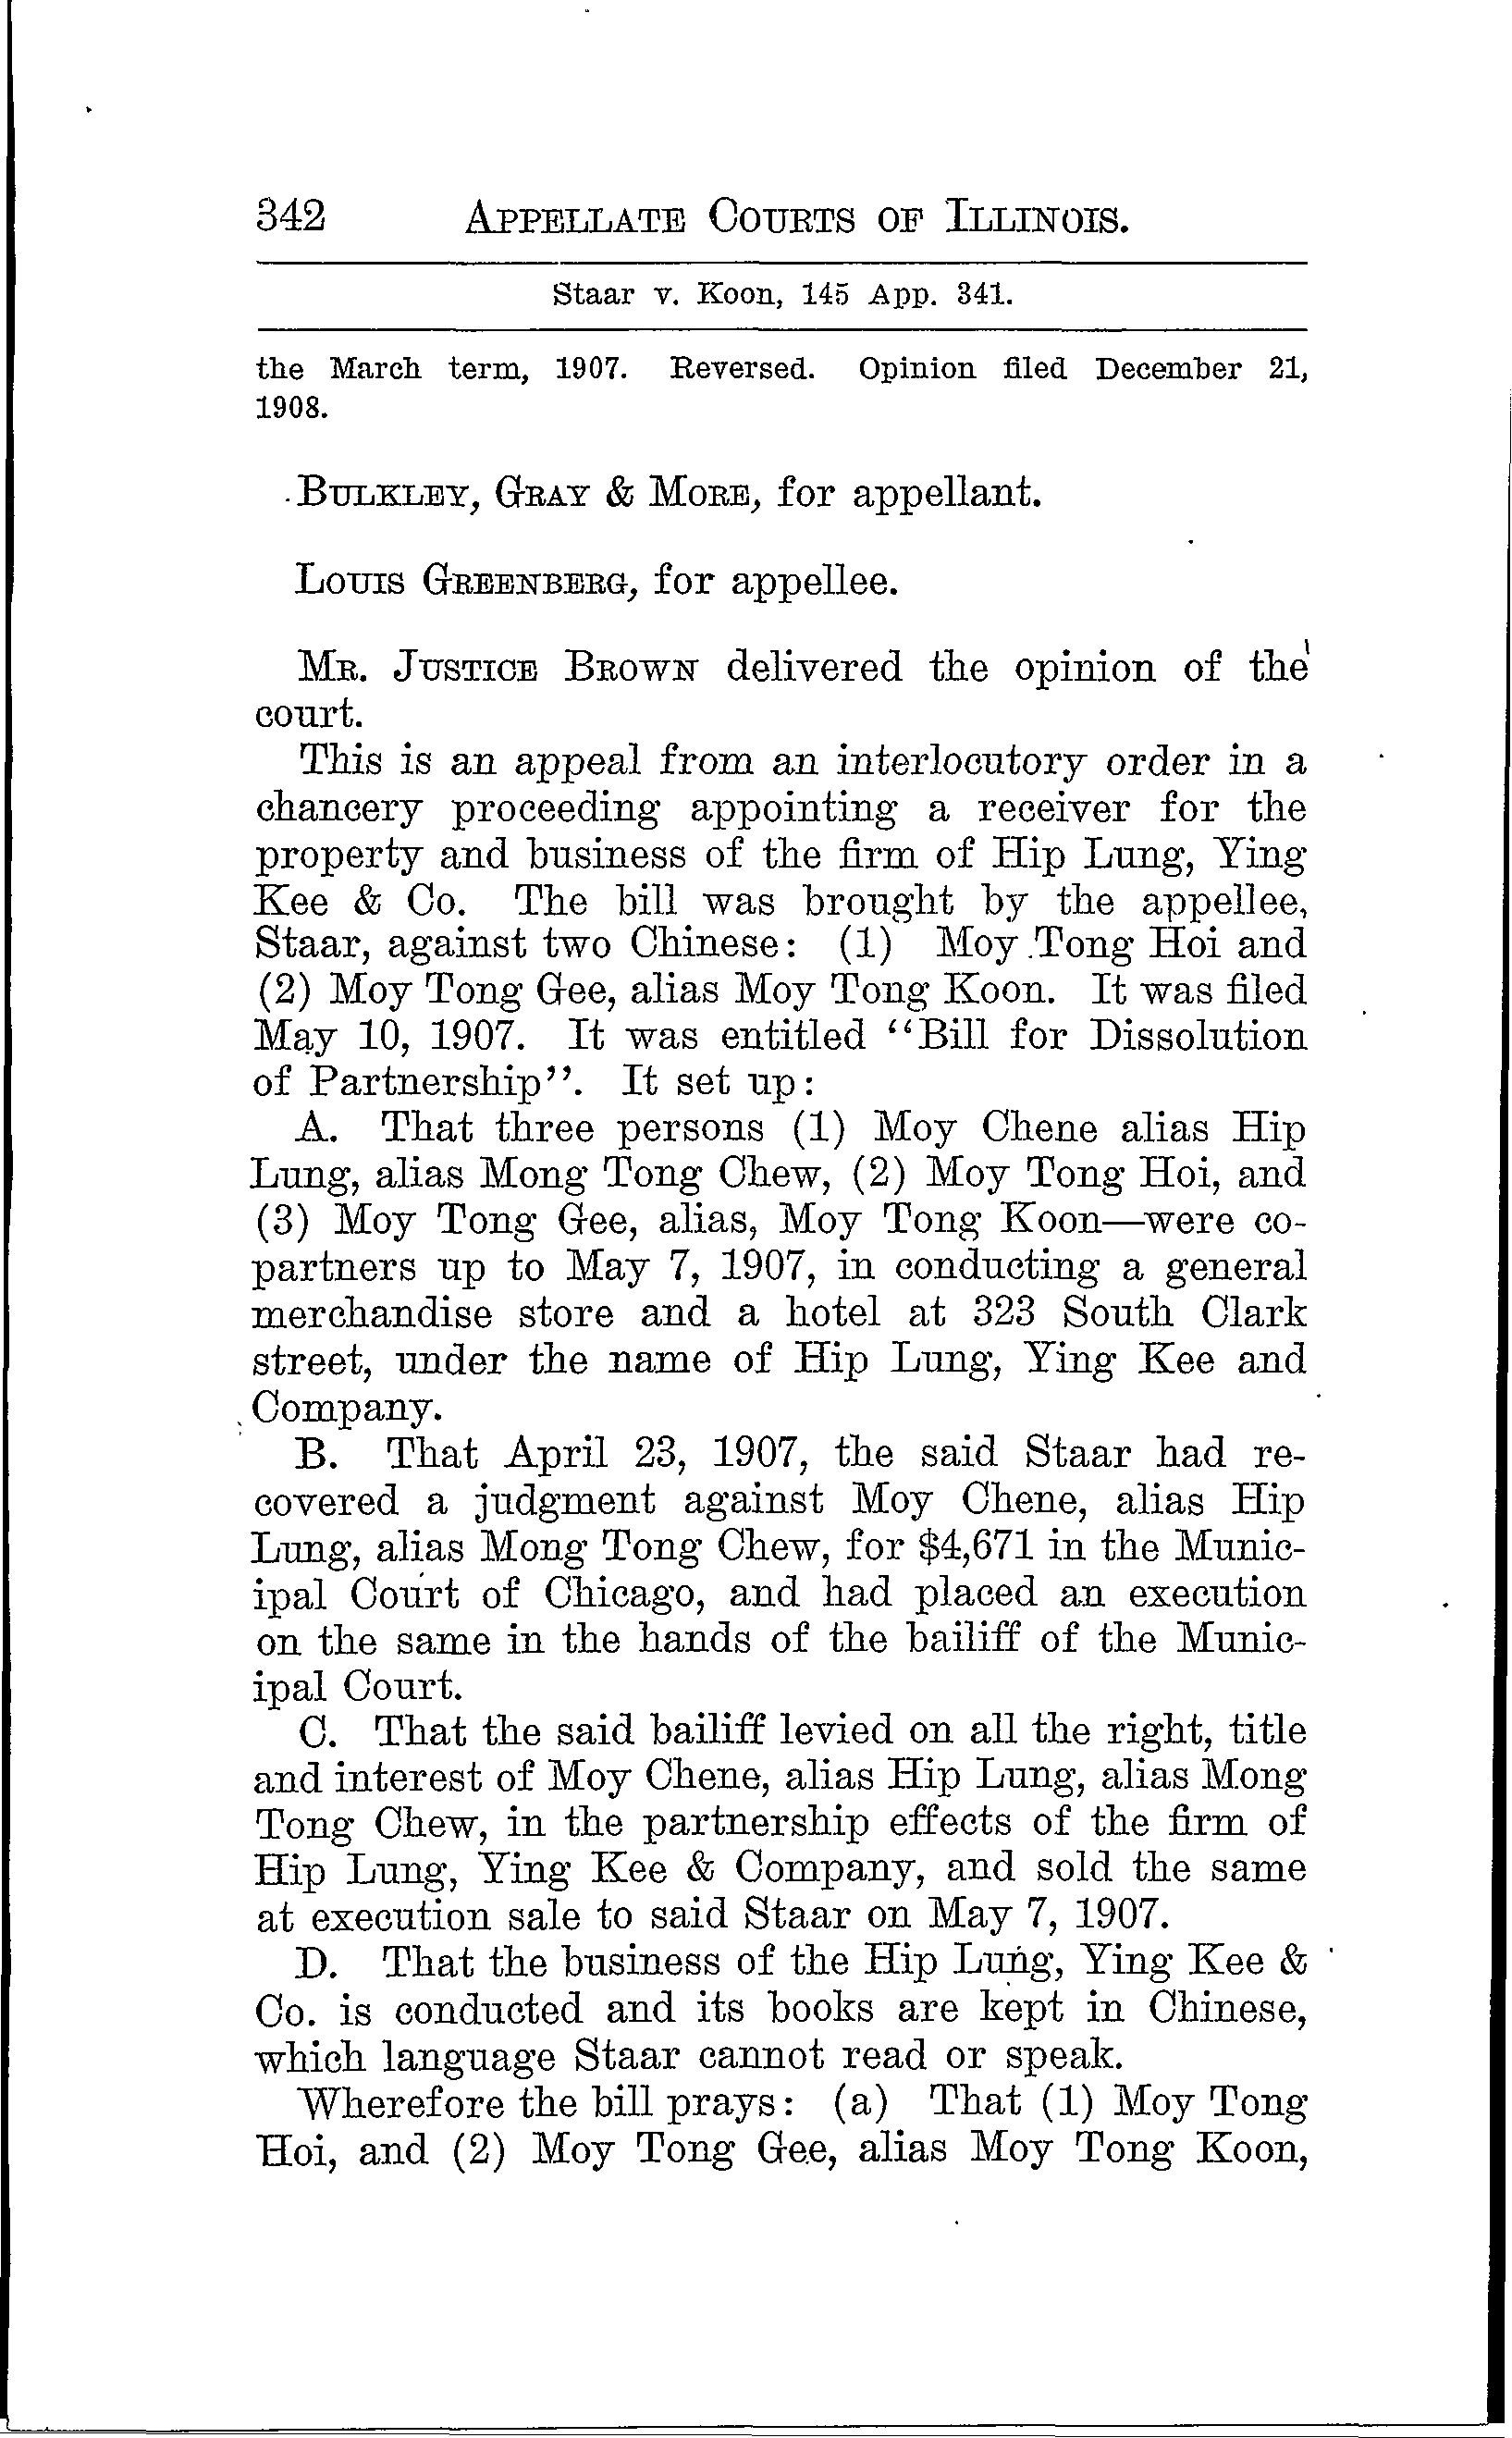 342 APPELLATE COURTS OF ILLINOIS.
Staar v. Koon, 145 App. 341.
the March term, 1907. Reversed. Opinion filed December 21,
1908.
BULKLEY, GRAY & MORE, for appellant.
LOUIS GREENBERG, for appellee.
MR. JUSTICE BROWN delivered the opinion of the
court.
This is an appeal from an interlocutory order in a
chancery proceeding appointing a receiver for the
property and business of the firm of Hip Lung, Ying
Kee & Co. The bill was brought by the appellee,
Staar, against two Chinese: (1) Moy Tong Hoi and
(2) Moy Tong Gee, alias Moy Tong Koon. It was filed
May 10, 1907. It was entitled "Bill for Dissolution
of Partnership". It set up:
A. That three persons (1) Moy Chene alias Hip
Lung, alias Mong Tong Chew, (2) Moy Tong Hoi, and
(3) Moy Tong Gee, alias, Moy Tong Koon—were co-
partners up to May 7, 1907, in conducting a general
merchandise store and a hotel at 323 South Clark
street, under the name of Hip Lung, Ying Kee and
Company.
B. That April 23, 1907, the said Staar had re-
covered a judgment against Moy Chene, alias Hip
Lung, alias Mong Tong Chew, for $4,671 in the Munic-
ipal Court of Chicago, and had placed an execution
on the same in the hands of the bailiff of the Munic-
ipal Court.
C. That the said bailiff levied on all the right, title
and interest of Moy Chene, alias Hip Lung, alias Mong
Tong Chew, in the partnership effects of the firm of
Hip Lung, Ying Kee & Company, and sold the same
at execution sale to said Staar on May 7, 1907.
D. That the business of the Hip Lung, Ying Kee &
Co. is conducted and its books are kept in Chinese,
which language Staar cannot read or speak.
Wherefore the bill prays: (a) That (1) Moy Tong
Hoi, and (2) Moy Tong Gee, alias Moy Tong Koon,